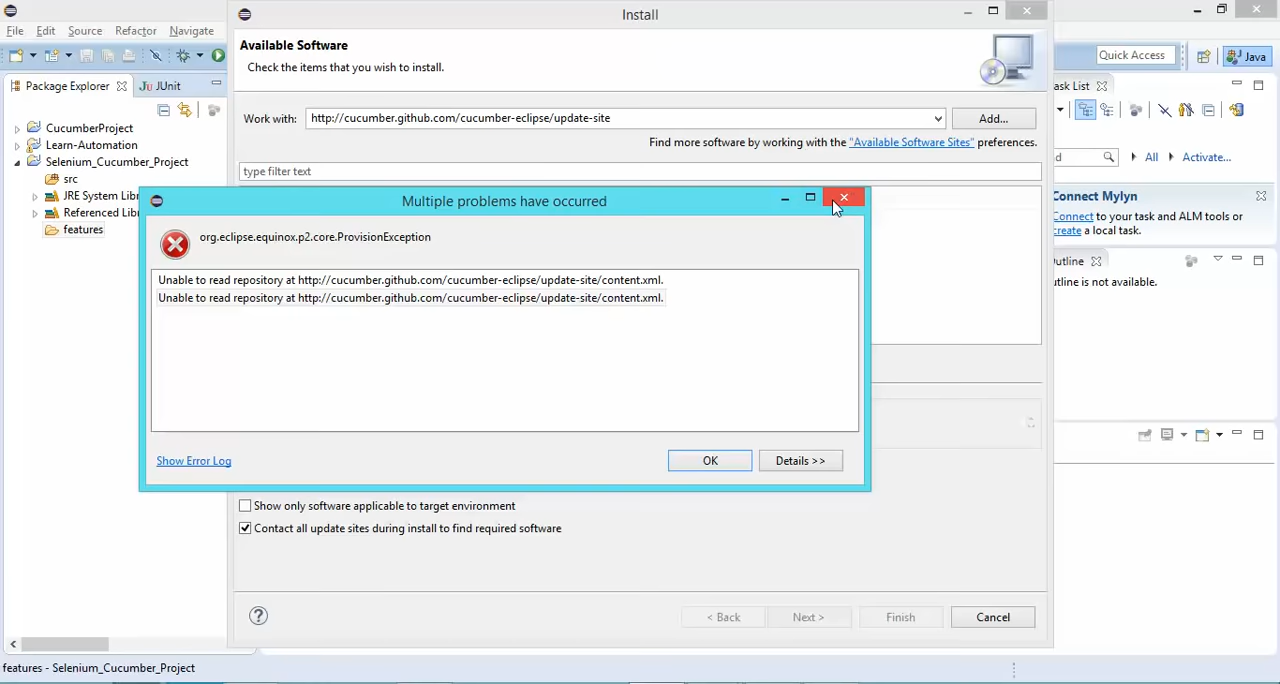 Install
File Edit Source Refactor Navigate
Available Software
Check the items that you wish to install.
Quick Access
Java
Package Explorer
JUnit
ask List
Work with: http://cucumber.github.com/cucumber-eclipse/update-site
Add...
Find more software by working with the "Available Software Sites" preferences.
type filter text
CucumberProject
Learn-Automation
Selenium_Cucumber_Project
src
JRE System Libr
Referenced Libr
features
d
All
Activate...
Connect Mylyn
Connect to your task and ALM tools or
create a local task.
utline
utline is not available.
Multiple problems have occurred
org.eclipse.equinox.p2.core.ProvisionException
Unable to read repository at http://cucumber.github.com/cucumber-eclipse/update-site/content.xml.
Unable to read repository at http://cucumber.github.com/cucumber-eclipse/update-site/content.xml.
Show Error Log
OK
Details >>
Show only software applicable to target environment
Contact all update sites during install to find required software
?
< Back
Next >
Finish
Cancel
features - Selenium_Cucumber_Project